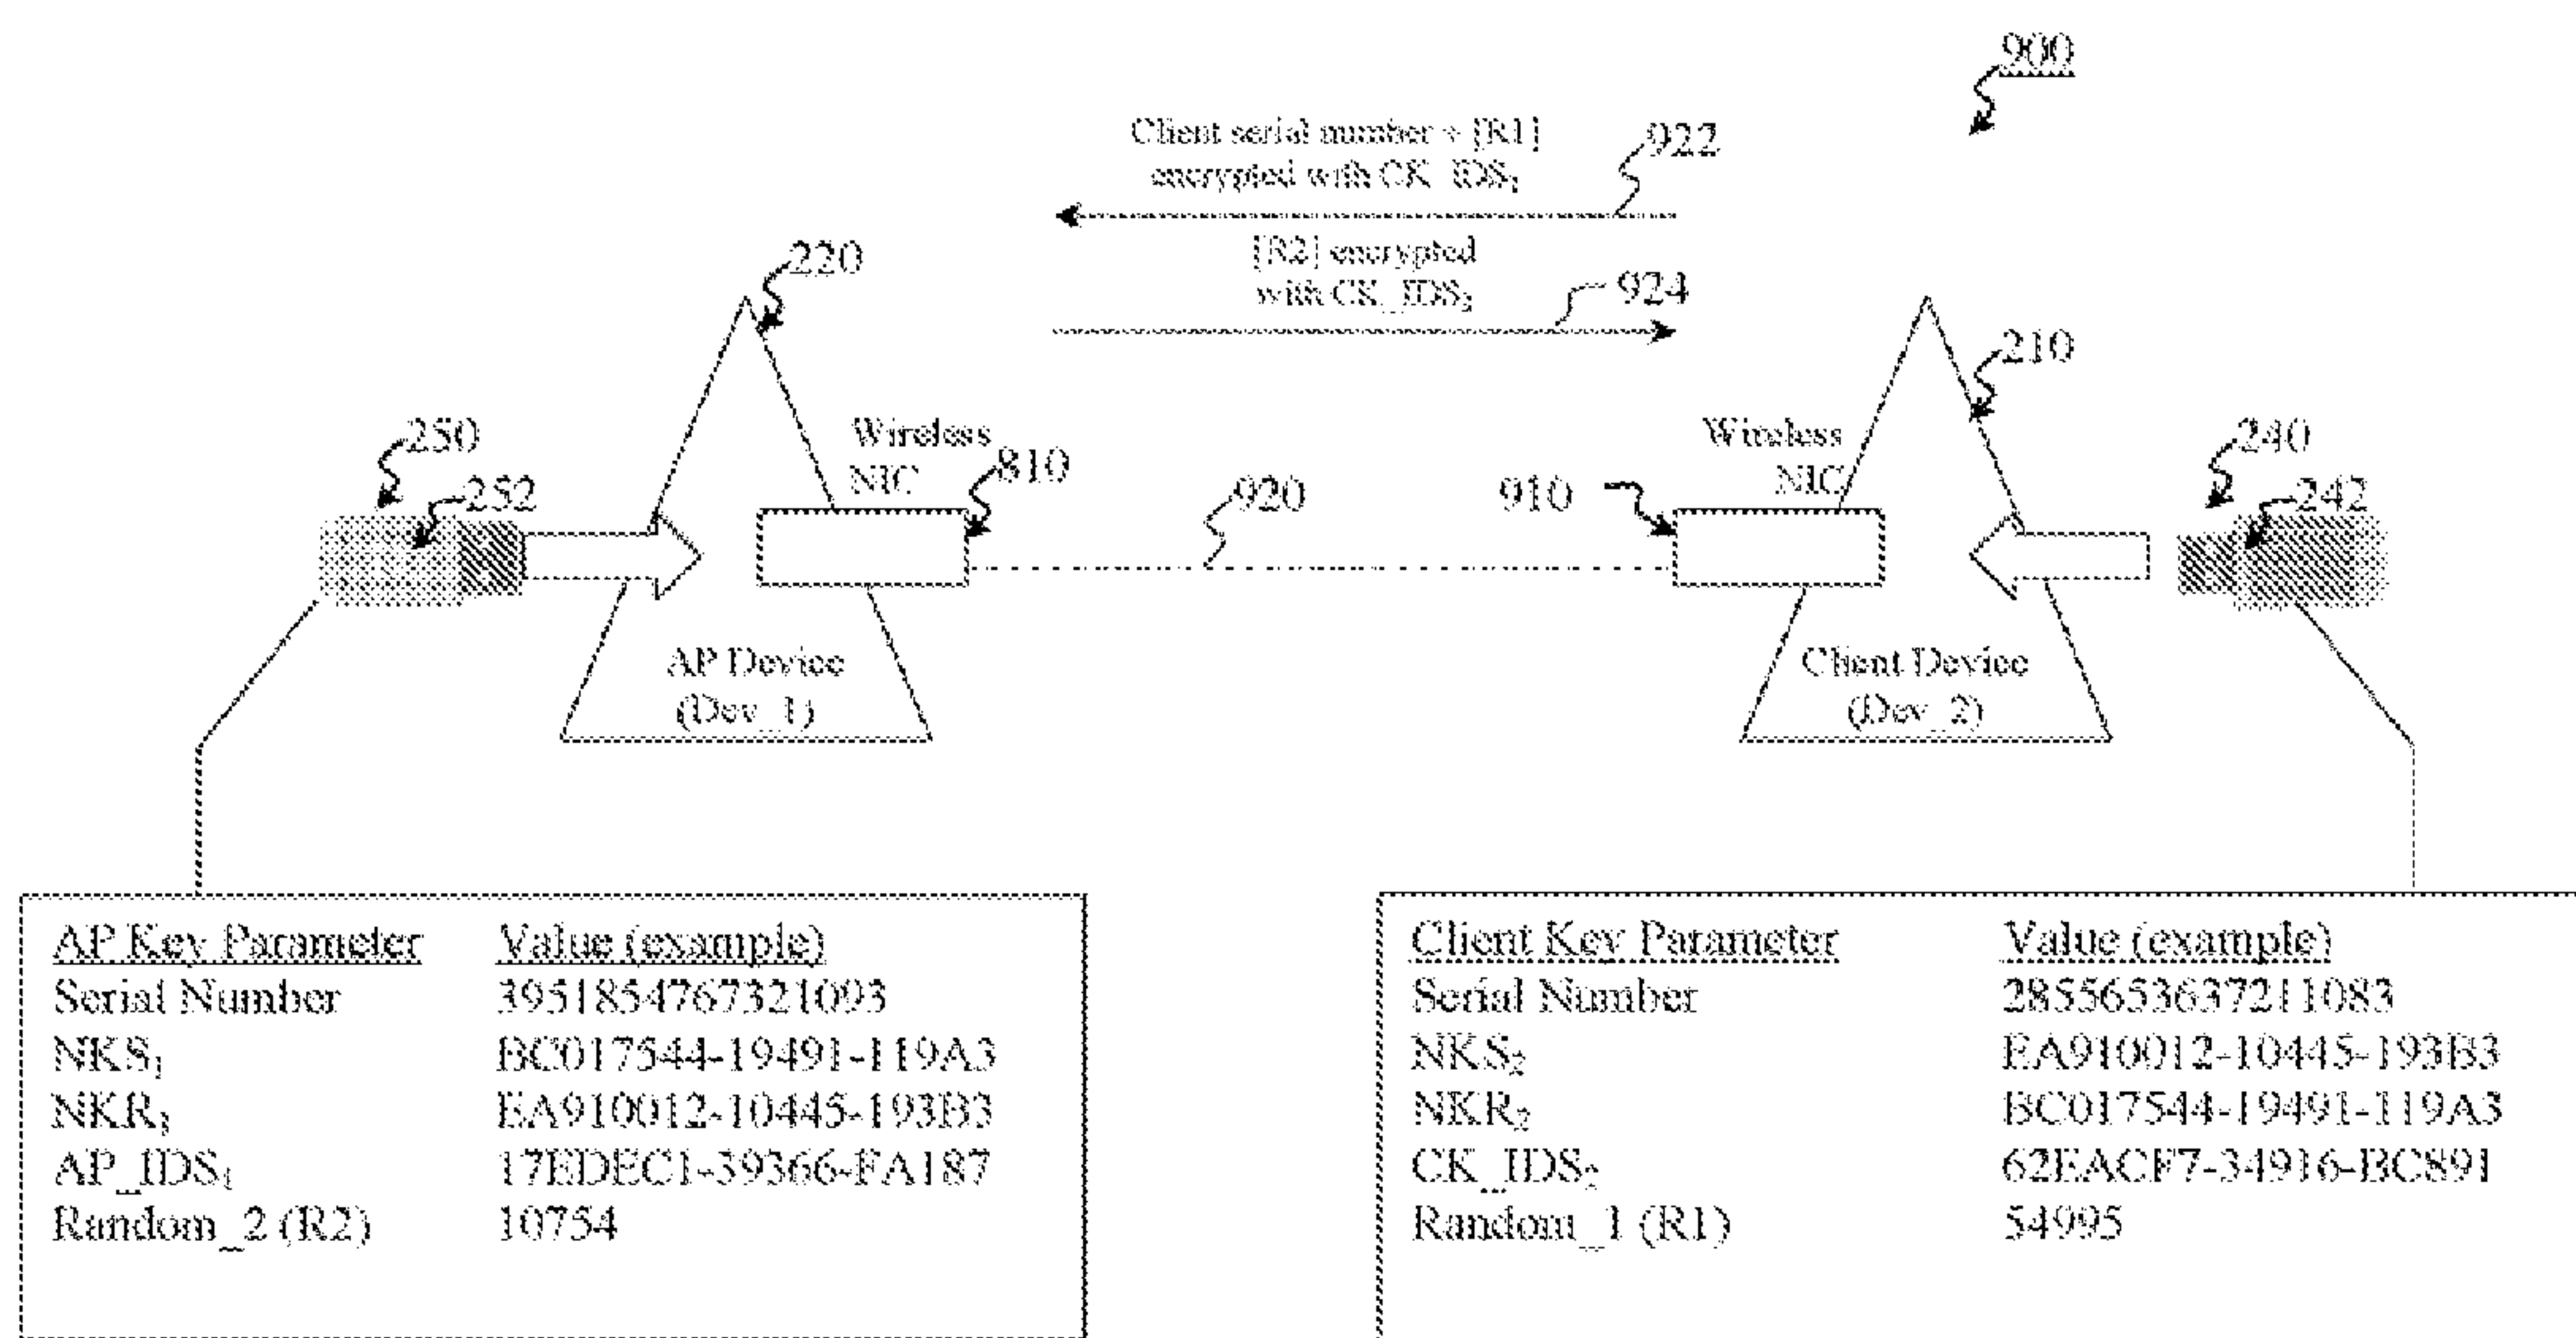 900
Client serial number + [R1]
encrypted with CK_IDS₂
922
[R2] encrypted
with CK_IDS₂
924
220
210
250
252
Wireless
NIC
810
920
910
Wireless
NIC
240
242
AP Device
(Dev_1)
Client Device
(Dev_2)
AP Key Parameter Value (example)
Serial Number 3951854767321093
NKS₁ BC017544-19491-119A3
NKR₁ EA910012-10445-193B3
AP_IDS₁ 17EDEC1-39366-FA187
Random_2 (R2) 10754
Client Key Parameter Value (example)
Serial Number 2855653637211083
NKS₂ EA910012-10445-193B3
NKR₂ BC017544-19491-119A3
CK_IDS₂ 62EACF7-34916-BC891
Random_1 (R1) 54995